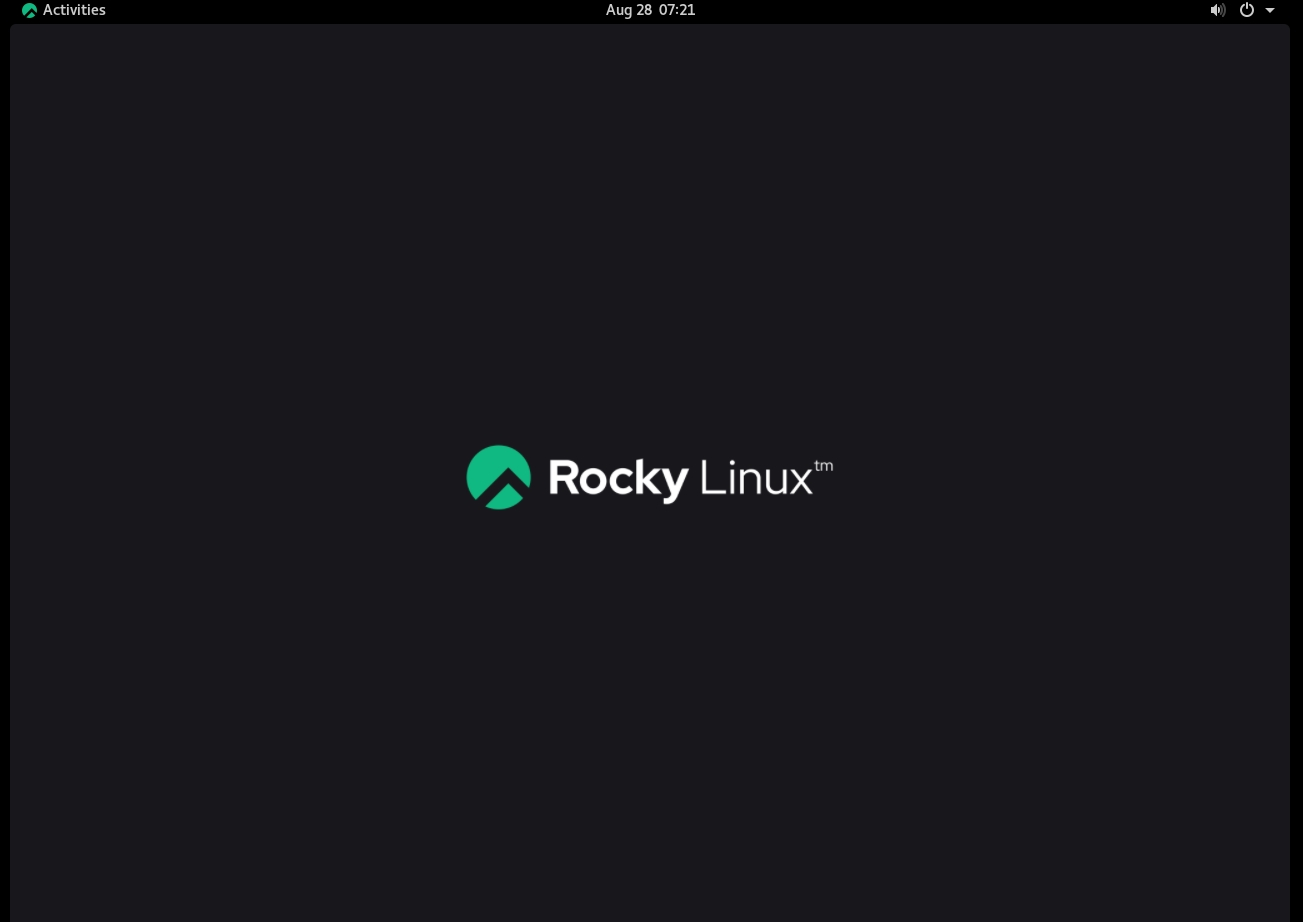 Activities
Aug 28 07:21
Rocky Linux™